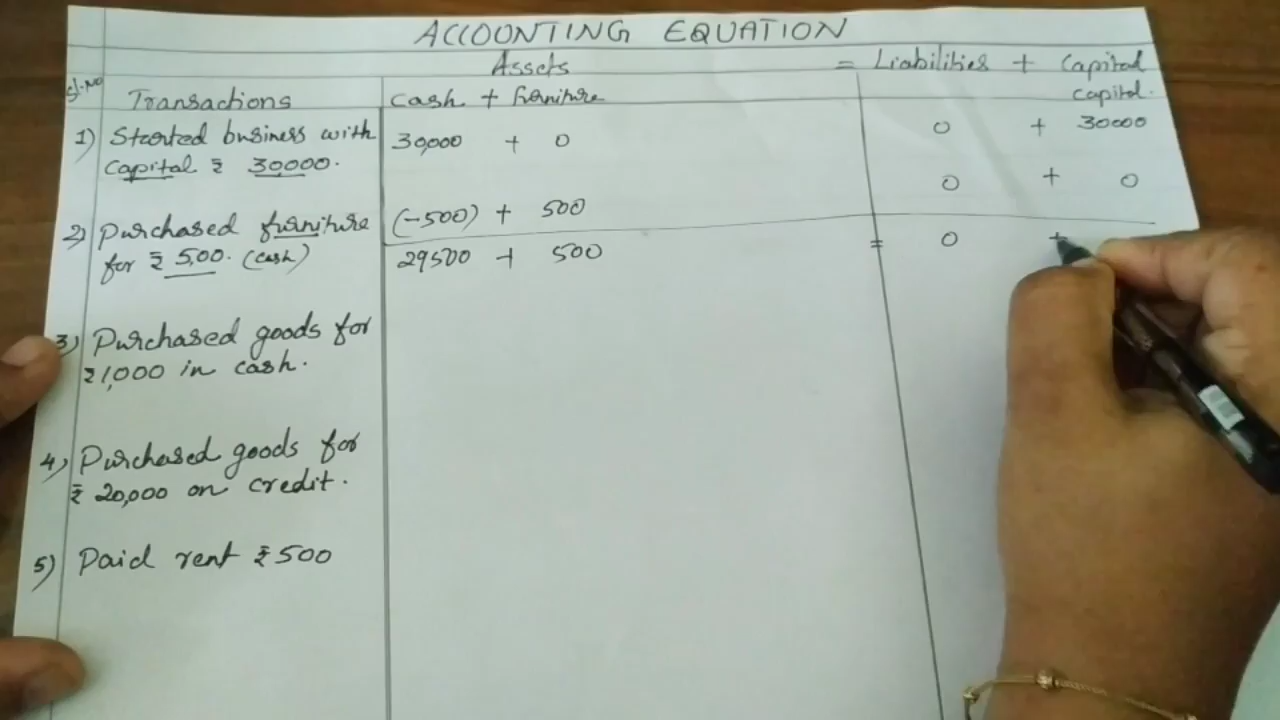 ACCOUNTING EQUATION
Assets = Liabilities + Capital
Sl.No Transactions Cash + Furniture Capital.
1) Started business with 30,000 + 0 0 + 30000
Capital ₹ 30000.
0 + 0
2) Purchased furniture (-500) + 500
for ₹ 500. (Cash) 29500 + 500 = 0 +
3) Purchased goods for
₹1,000 in cash.
4) Purchased goods for
₹ 20,000 on credit.
5) Paid rent ₹500